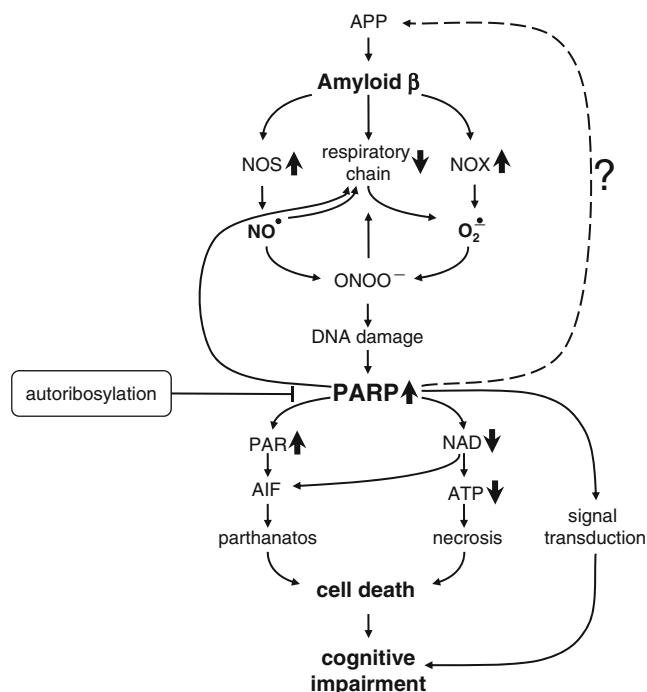 APP
Amyloid β
NOS
respiratory
chain
NOX
?
NO•
O2•−
ONOO−
DNA damage
autoribosylation
PARP
PAR
NAD
AIF
ATP
signal
transduction
parthanatos
necrosis
cell death
cognitive
impairment